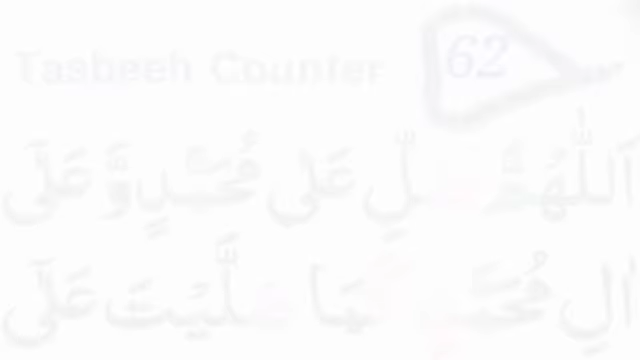 Tasbeeh Counter 62
اَللّٰهُمَّ صَلِّ عَلٰی مُحَمَّدٍ وَّعَلٰۤی
اٰلِ مُحَمَّدٍ کَمَا صَلَّیْتَ عَلٰۤی